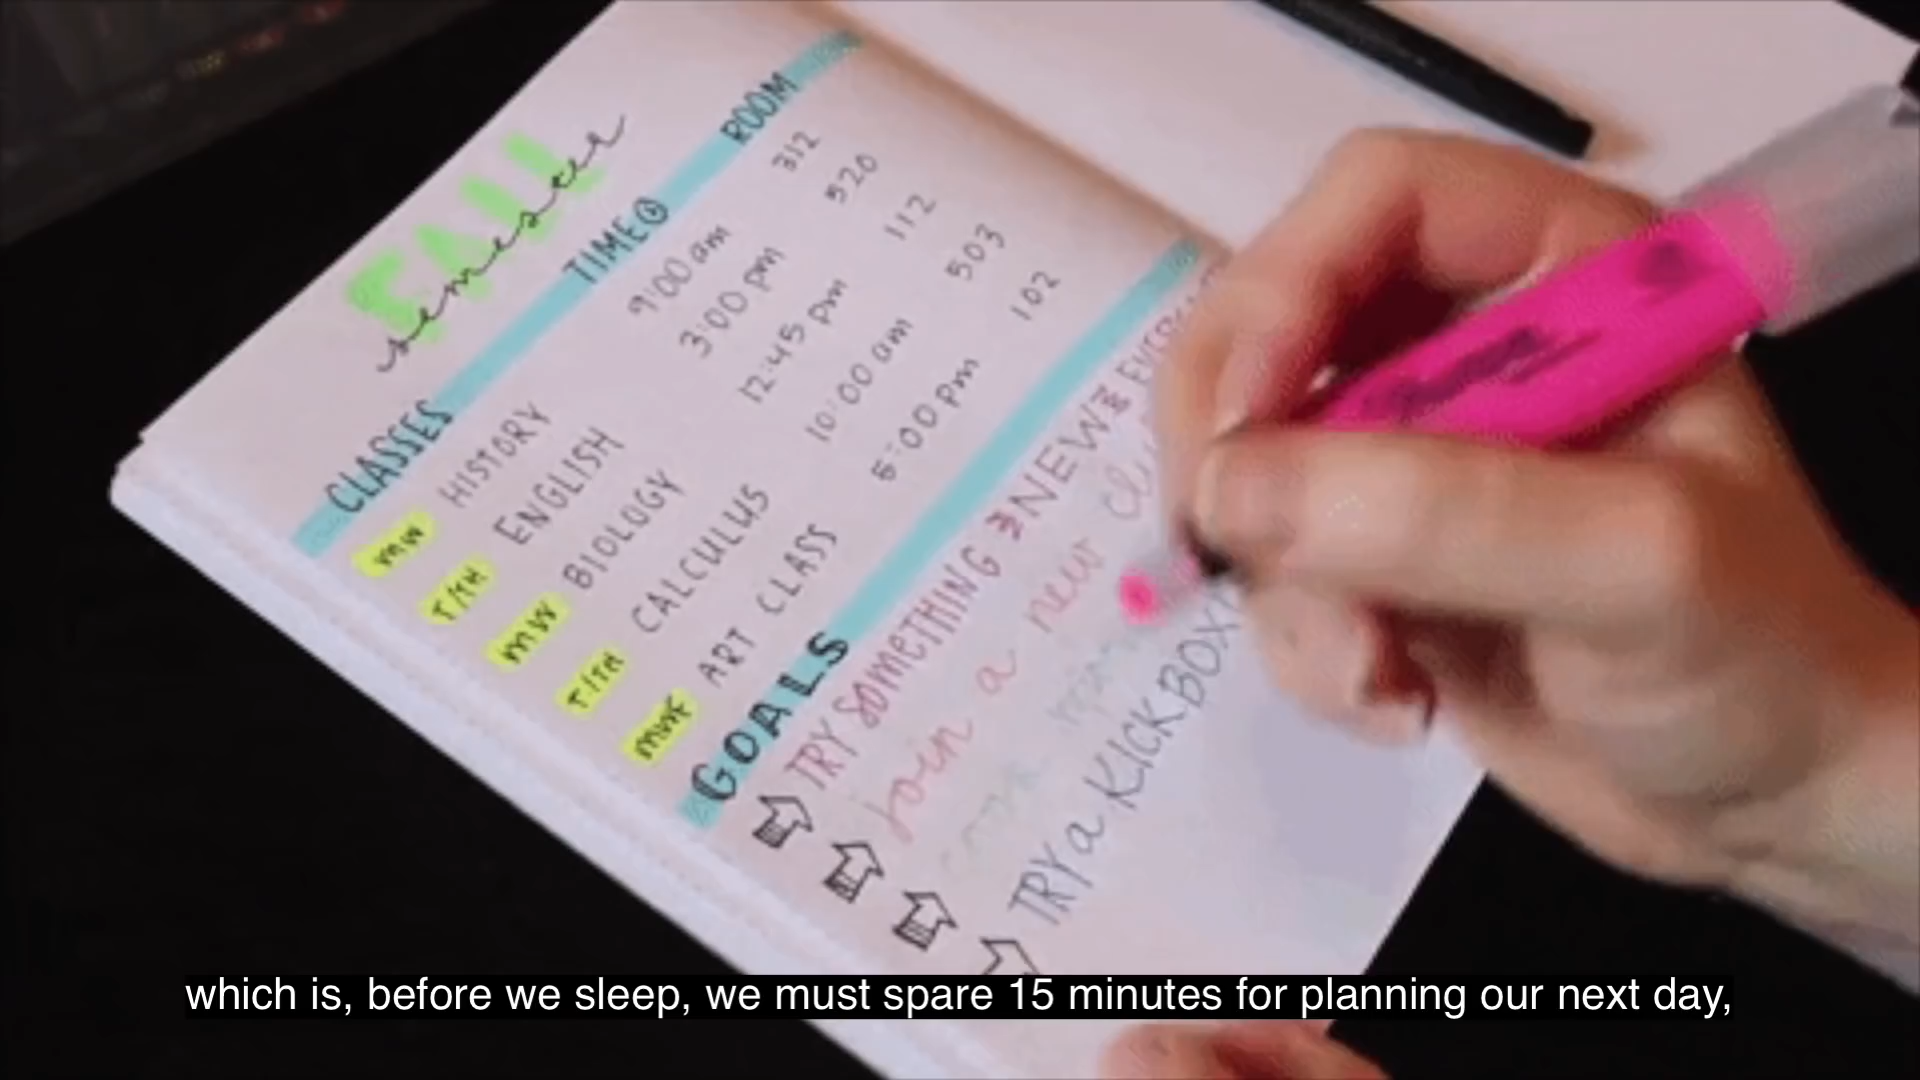 FALL
semester
CLASSES TIME ROOM
MW HISTORY 9:00 am 312
T/TH ENGLISH 3:00 pm 520
MW BIOLOGY 12:45 pm 112
T/TH CALCULUS 10:00 am 503
MWF ART CLASS 5:00 pm 102
GOALS
TRY SOMETHING NEW
Join a new
TRY a KICKBOXI
which is, before we sleep, we must spare 15 minutes for planning our next day,